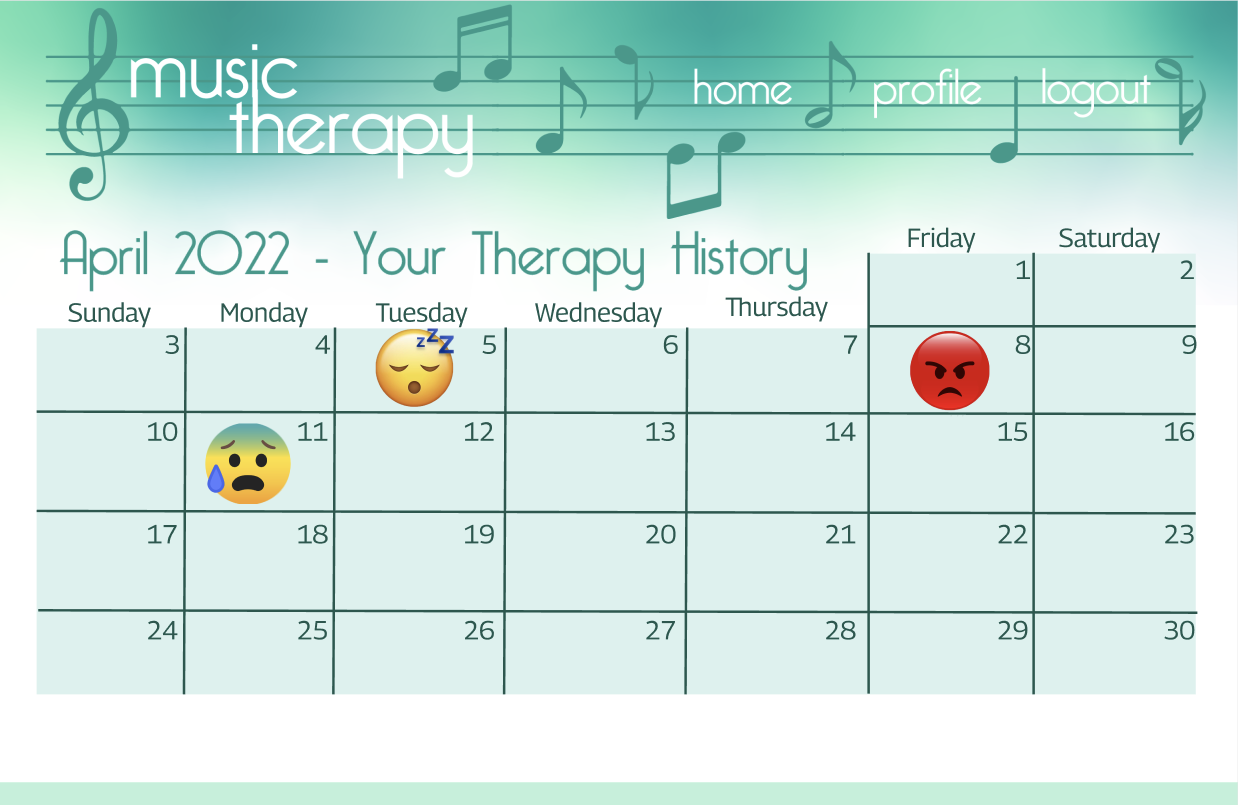 music
therapy
home profile logout
April 2022 - Your Therapy History
Friday Saturday
1 2
Sunday Monday Tuesday Wednesday Thursday
3 4 zzZ 5 6 7 8 9
10 11 12 13 14 15 16
17 18 19 20 21 22 23
24 25 26 27 28 29 30